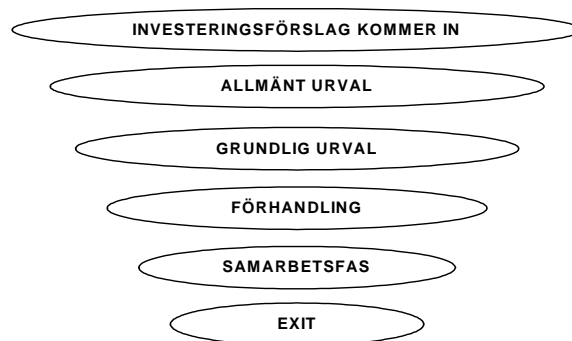 INVESTERINGSFÖRSLAG KOMMER IN
ALLMÄNT URVAL
GRUNDLIG URVAL
FÖRHANDLING
SAMARBETSFAS
EXIT